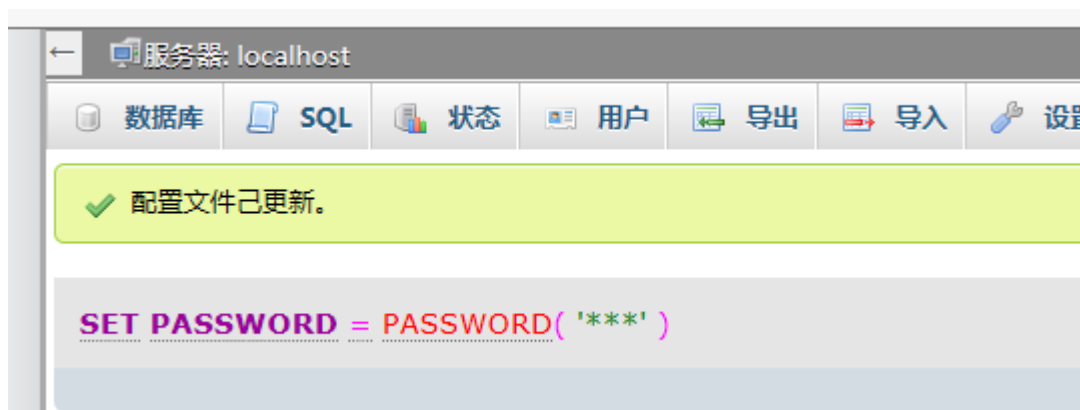 ← 服务器: localhost
数据库 SQL 状态 用户 导出 导入 设
配置文件己更新。
SET PASSWORD = PASSWORD( '***' )